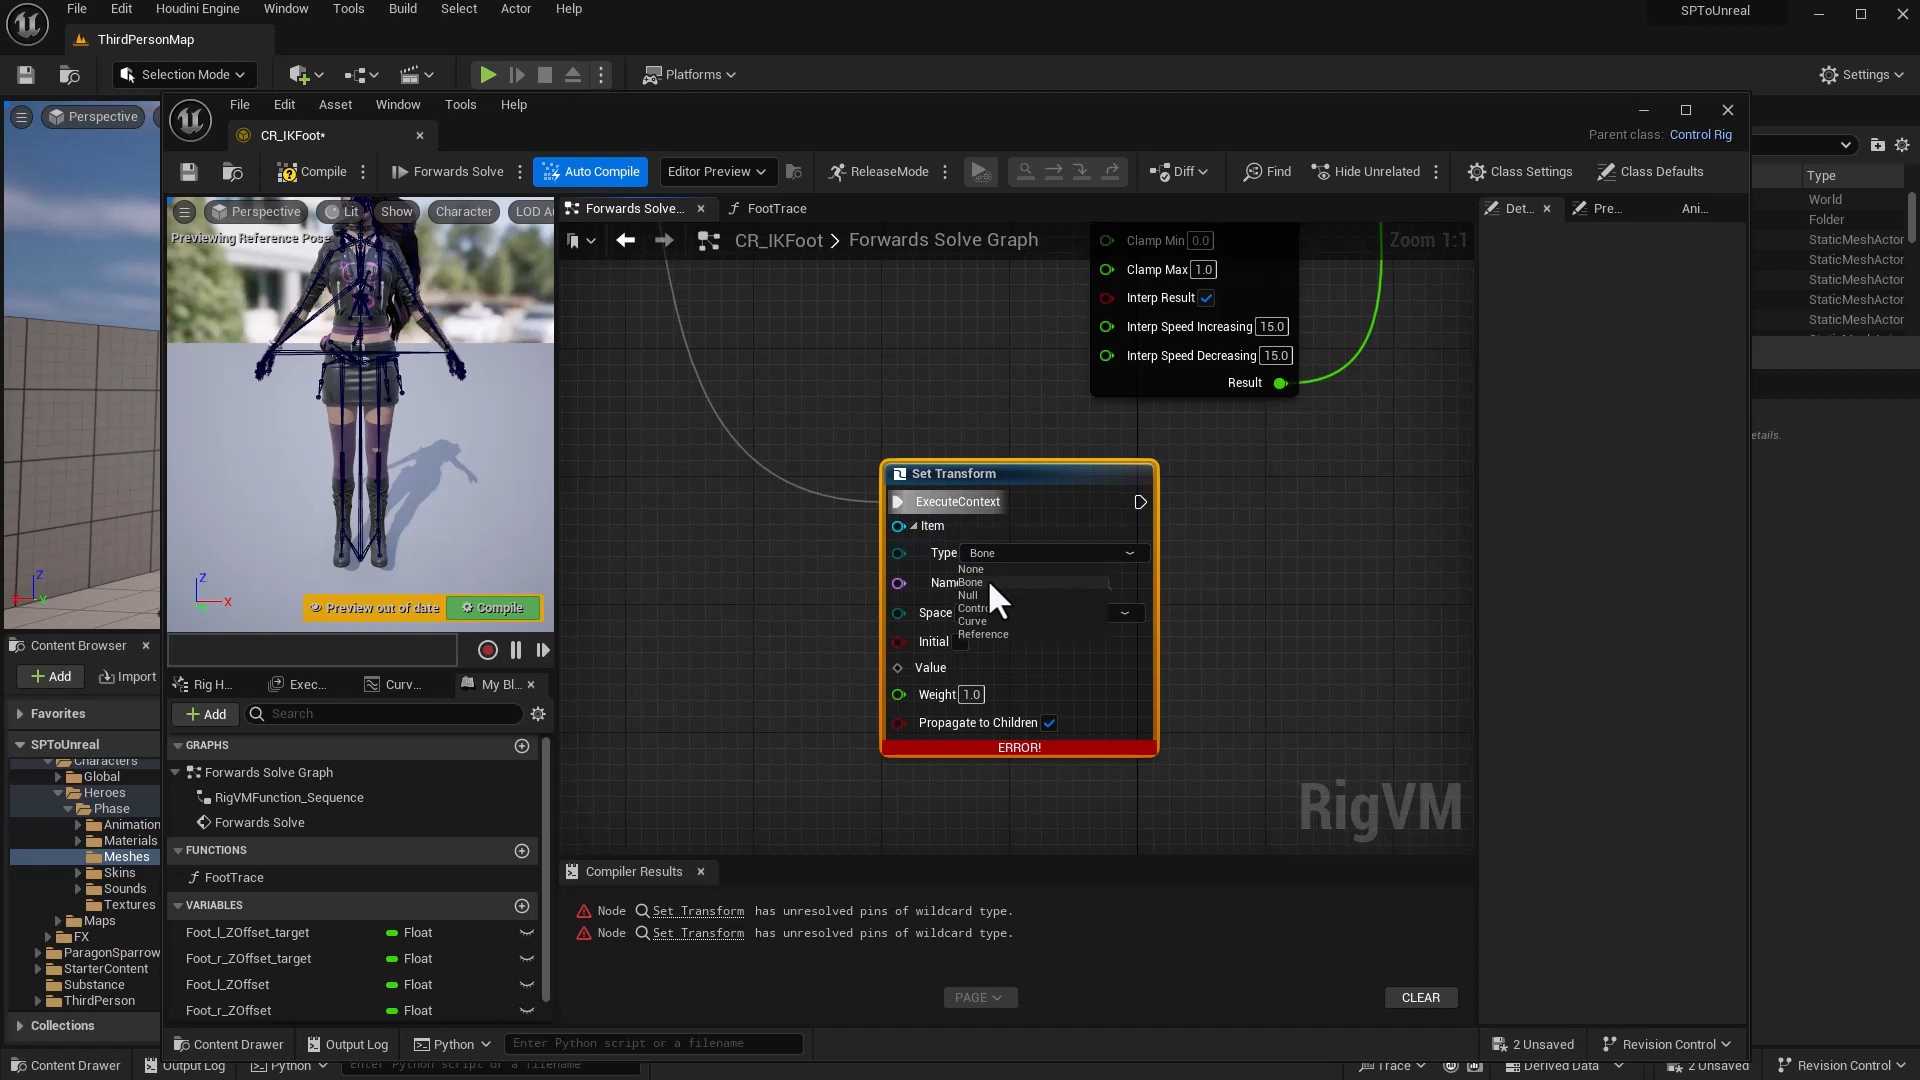 File Edit Houdini Engine Window Tools Build Select Actor Help
SPToUnreal
ThirdPersonMap
Selection Mode
Platforms
Settings
Perspective
File Edit Asset Window Tools Help
CR_IKFoot*
Parent class: Control Rig
Compile
Forwards Solve
Auto Compile
Editor Preview
ReleaseMode
Diff
Find
Hide Unrelated
Class Settings
Class Defaults
Perspective
Lit
Show
Character
LOD Au
Previewing Reference Pose
Forwards Solve...
FootTrace
CR_IKFoot > Forwards Solve Graph
Zoom 1:1
Det...
Pre...
Ani...
Type
World
Folder
StaticMeshActor
StaticMeshActor
StaticMeshActor
StaticMeshActor
StaticMeshActor
etails.
Clamp Min 0.0
Clamp Max 1.0
Interp Result
Interp Speed Increasing 15.0
Interp Speed Decreasing 15.0
Result
Set Transform
ExecuteContext
Item
Type Bone
None
Bone
Null
Contro
Curve
Reference
Name
Space
Initial
Value
Weight 1.0
Propagate to Children
ERROR!
RigVM
Z
X
Y
Z
X
Y
Preview out of date
Compile
Content Browser
Add
Import
Favorites
SPToUnreal
Characters
Global
Heroes
Phase
Animation
Materials
Meshes
Skins
Sounds
Textures
Maps
FX
ParagonSparrow
StarterContent
Substance
ThirdPerson
Collections
Rig H...
Exec...
Curv...
My Bl...
Add
Search
GRAPHS
Forwards Solve Graph
RigVMFunction_Sequence
Forwards Solve
FUNCTIONS
FootTrace
VARIABLES
Foot_l_ZOffset_target Float
Foot_r_ZOffset_target Float
Foot_l_ZOffset Float
Foot_r_ZOffset Float
Compiler Results
Node Set Transform has unresolved pins of wildcard type.
Node Set Transform has unresolved pins of wildcard type.
PAGE
CLEAR
Content Drawer
Output Log
Python
Enter Python script or a filename
2 Unsaved
Revision Control
Content Drawer
Output Log
Python
Enter Python script or a filename
Trace
Derived Data
2 Unsaved
Revision Control